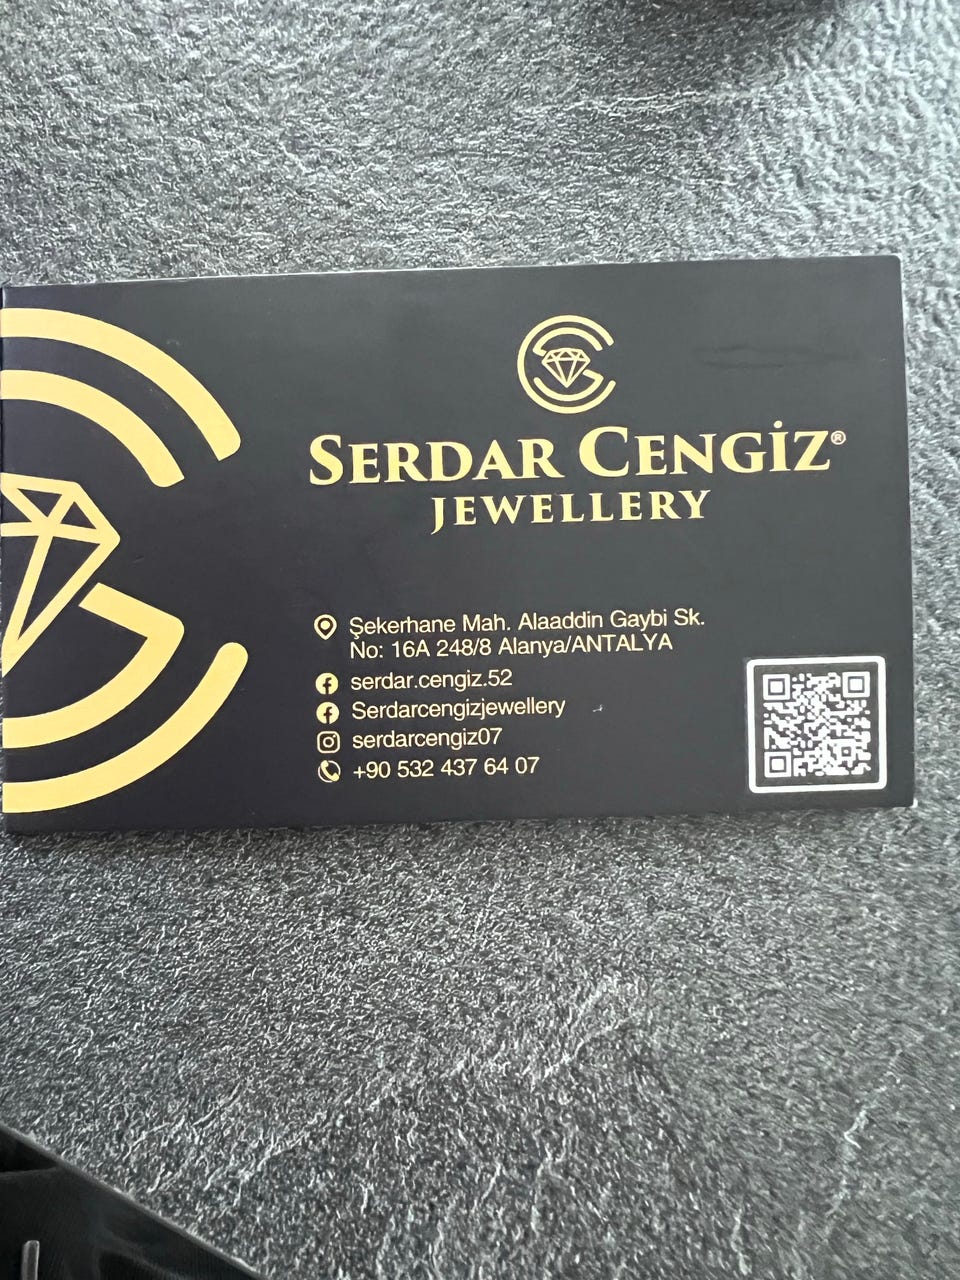 SERDAR CENGİZ®
JEWELLERY
Şekerhane Mah. Alaaddin Gaybi Sk.
No: 16A 248/8 Alanya/ANTALYA
serdar.cengiz.52
Serdarcengizjewellery
serdarcengiz07
+90 532 437 64 07